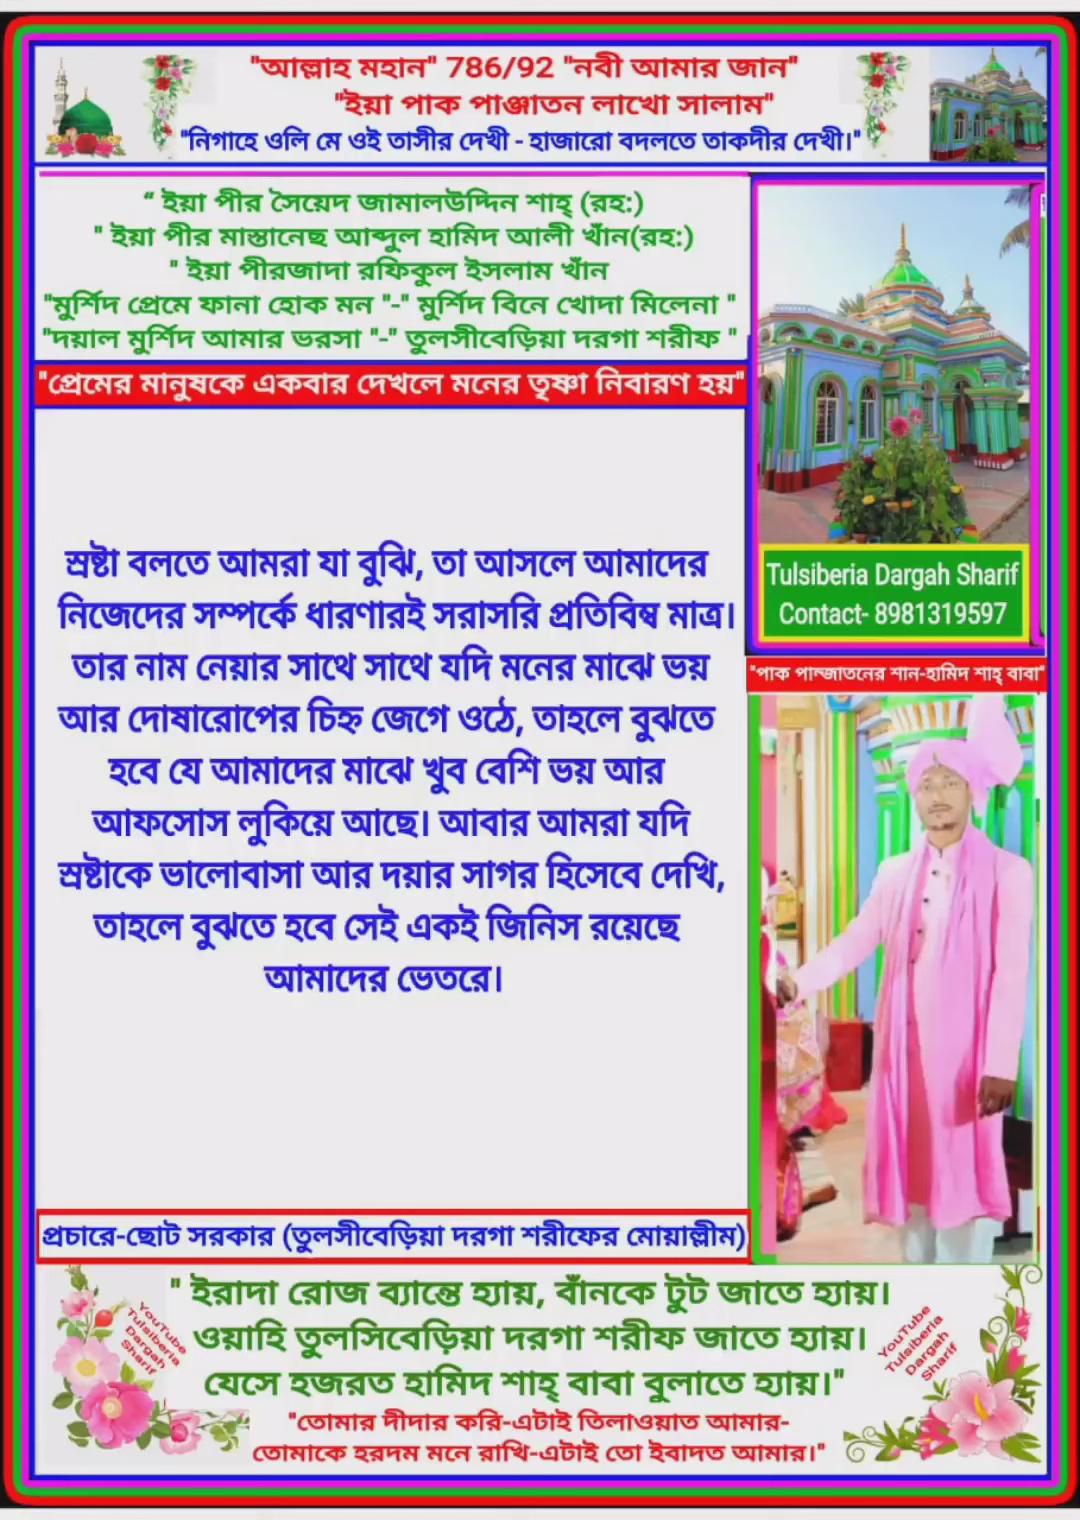 "আল্লাহ মহান" 786/92 "নবী আমার জান"
"ইয়া পাক পাঞ্জাতন লাখো সালাম"
"নিগাহে ওলি মে ওই তাসীর দেখী - হাজারো বদলতে তাকদীর দেখী।"
“ ইয়া পীর সৈয়েদ জামালউদ্দিন শাহ্ (রহ:)
" ইয়া পীর মাস্তানেছ আব্দুল হামিদ আলী খাঁন(রহ:)
" ইয়া পীরজাদা রফিকুল ইসলাম খাঁন
"মুর্শিদ প্রেমে ফানা হোক মন "-" মুর্শিদ বিনে খোদা মিলেনা "
"দয়াল মুর্শিদ আমার ভরসা "-" তুলসীবেড়িয়া দরগা শরীফ "
"প্রেমের মানুষকে একবার দেখলে মনের তৃষ্ণা নিবারণ হয়"
স্রষ্টা বলতে আমরা যা বুঝি, তা আসলে আমাদের
নিজেদের সম্পর্কে ধারণারই সরাসরি প্রতিবিম্ব মাত্র।
তার নাম নেয়ার সাথে সাথে যদি মনের মাঝে ভয়
আর দোষারোপের চিহ্ন জেগে ওঠে, তাহলে বুঝতে
হবে যে আমাদের মাঝে খুব বেশি ভয় আর
আফসোস লুকিয়ে আছে। আবার আমরা যদি
স্রষ্টাকে ভালোবাসা আর দয়ার সাগর হিসেবে দেখি,
তাহলে বুঝতে হবে সেই একই জিনিস রয়েছে
আমাদের ভেতরে।
Tulsiberia Dargah Sharif
Contact- 8981319597
"পাক পান্জাতনের শান-হামিদ শাহ্ বাবা"
প্রচারে-ছোট সরকার (তুলসীবেড়িয়া দরগা শরীফের মোয়াল্লীম)
" ইরাদা রোজ ব্যান্তে হ্যায়, বাঁনকে টুট জাতে হ্যায়।
ওয়াহি তুলসিবেড়িয়া দরগা শরীফ জাতে হ্যায়।
যেসে হজরত হামিদ শাহ্ বাবা বুলাতে হ্যায়।"
"তোমার দীদার করি-এটাই তিলাওয়াত আমার-
তোমাকে হরদম মনে রাখি-এটাই তো ইবাদত আমার।"
YouTube
Tulsiberia
Dargah
Sharif
YouTube
Tulsiberia
Dargah
Sharif